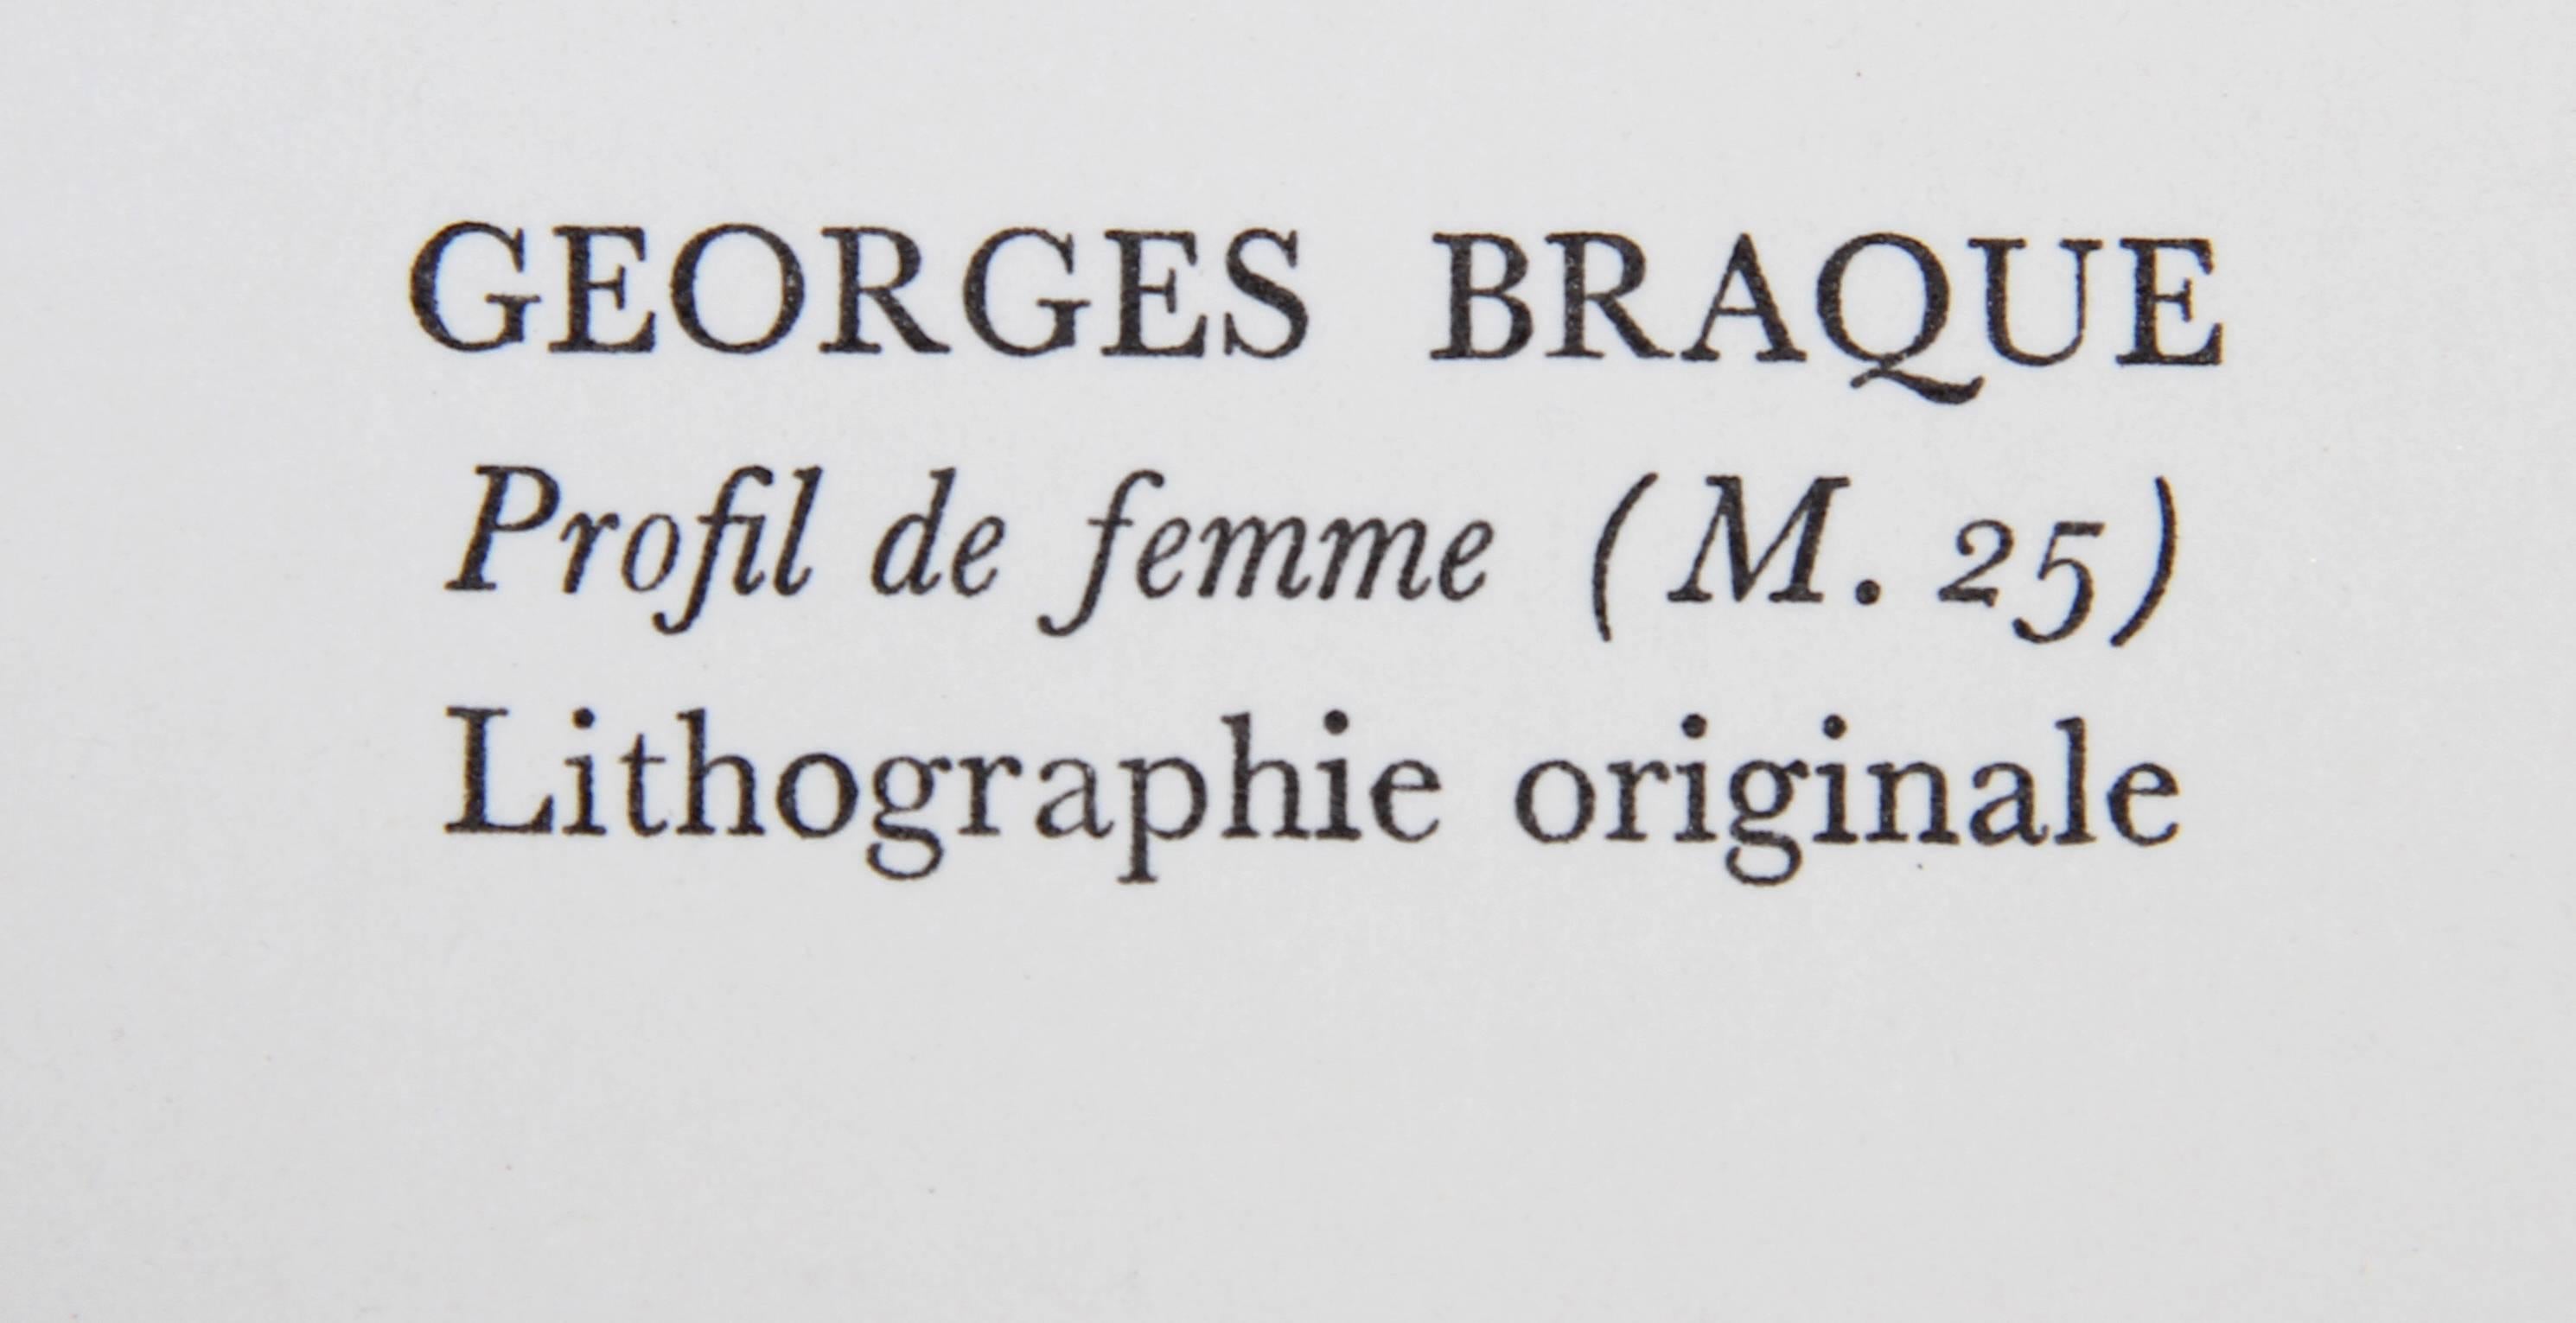 GEORGES BRAQUE
Profil de femme (M. 25)
Lithographie originale